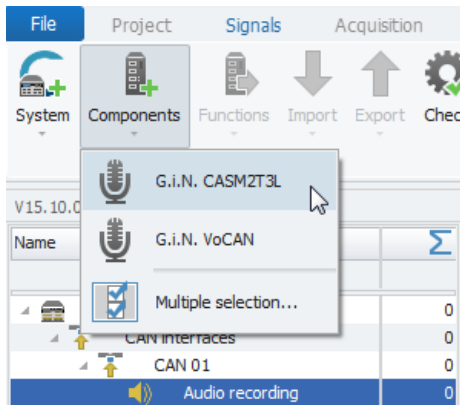 File Project Signals Acquisition
System Components Functions Import Export Chec
G.i.N. CASM2T3L
V15.10.0
G.i.N. VoCAN
Name Σ
Multiple selection...
0
CAN interfaces 0
CAN 01 0
Audio recording 0